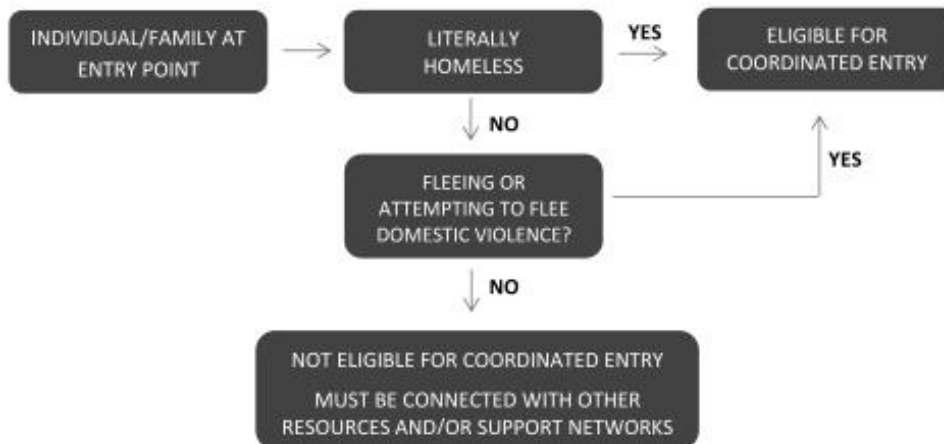 INDIVIDUAL/FAMILY AT
ENTRY POINT
LITERALLY
HOMELESS
YES
ELIGIBLE FOR
COORDINATED ENTRY
NO
FLEEING OR
ATTEMPTING TO FLEE
DOMESTIC VIOLENCE?
YES
NO
NOT ELIGIBLE FOR COORDINATED ENTRY
MUST BE CONNECTED WITH OTHER
RESOURCES AND/OR SUPPORT NETWORKS